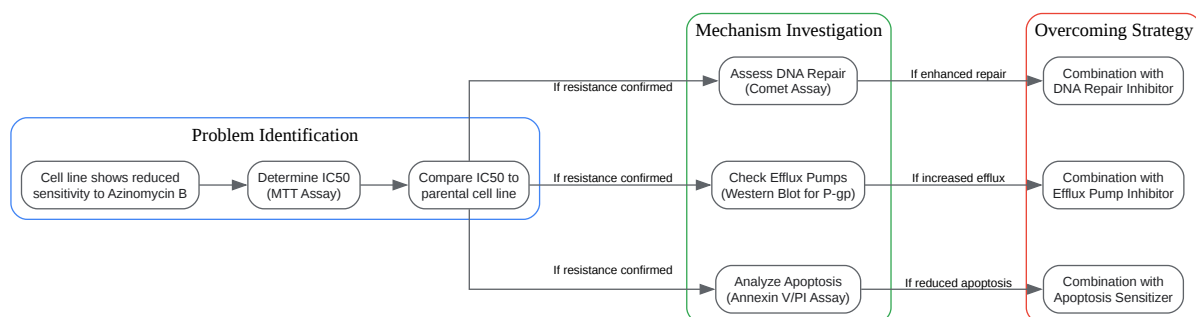 Problem Identification
Cell line shows reduced
sensitivity to Azinomycin B
Determine IC50
(MTT Assay)
Compare IC50 to
parental cell line
If resistance confirmed
If resistance confirmed
If resistance confirmed
Mechanism Investigation
Assess DNA Repair
(Comet Assay)
Check Efflux Pumps
(Western Blot for P-gp)
Analyze Apoptosis
(Annexin V/PI Assay)
If enhanced repair
If increased efflux
If reduced apoptosis
Overcoming Strategy
Combination with
DNA Repair Inhibitor
Combination with
Efflux Pump Inhibitor
Combination with
Apoptosis Sensitizer